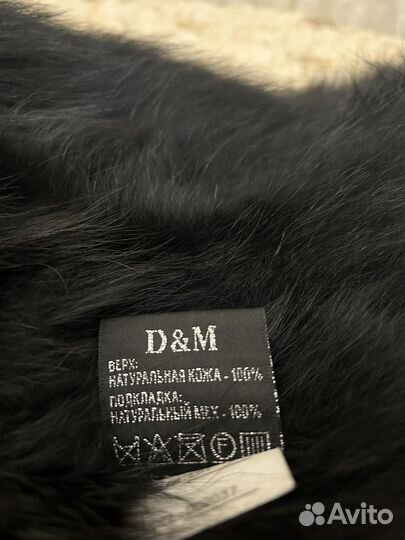 D&M
ВЕРХ:
НАТУРАЛЬНАЯ КОЖА - 100%
ПОДКЛАДКА:
НАТУРАЛЬНЫЙ МЕХ - 100%
Avito